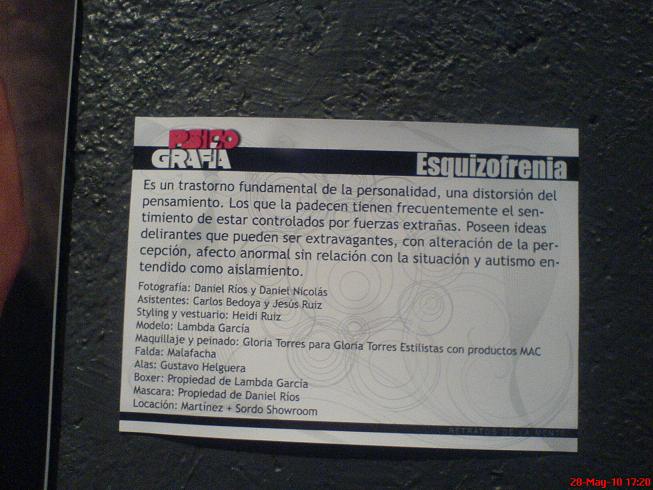 PSICO
GRAFIA
Esquizofrenia
Es un trastorno fundamental de la personalidad, una distorsión del
pensamiento. Los que la padecen tienen frecuentemente el sen-
timiento de estar controlados por fuerzas extrañas. Poseen ideas
delirantes que pueden ser extravagantes, con alteración de la per-
cepción, afecto anormal sin relación con la situación y autismo en-
tendido como aislamiento.
Fotografía: Daniel Ríos y Daniel Nicolás
Asistentes: Carlos Bedoya y Jesús Ruiz
Styling y vestuario: Heidi Ruiz
Modelo: Lambda García
Maquillaje y peinado: Gloria Torres para Gloria Torres Estilistas con productos MAC
Falda: Malafacha
Alas: Gustavo Helguera
Boxer: Propiedad de Lambda García
Mascara: Propiedad de Daniel Ríos
Locación: Martínez + Sordo Showroom
RETRATOS DE LA MENTE
28-May-10 17:20